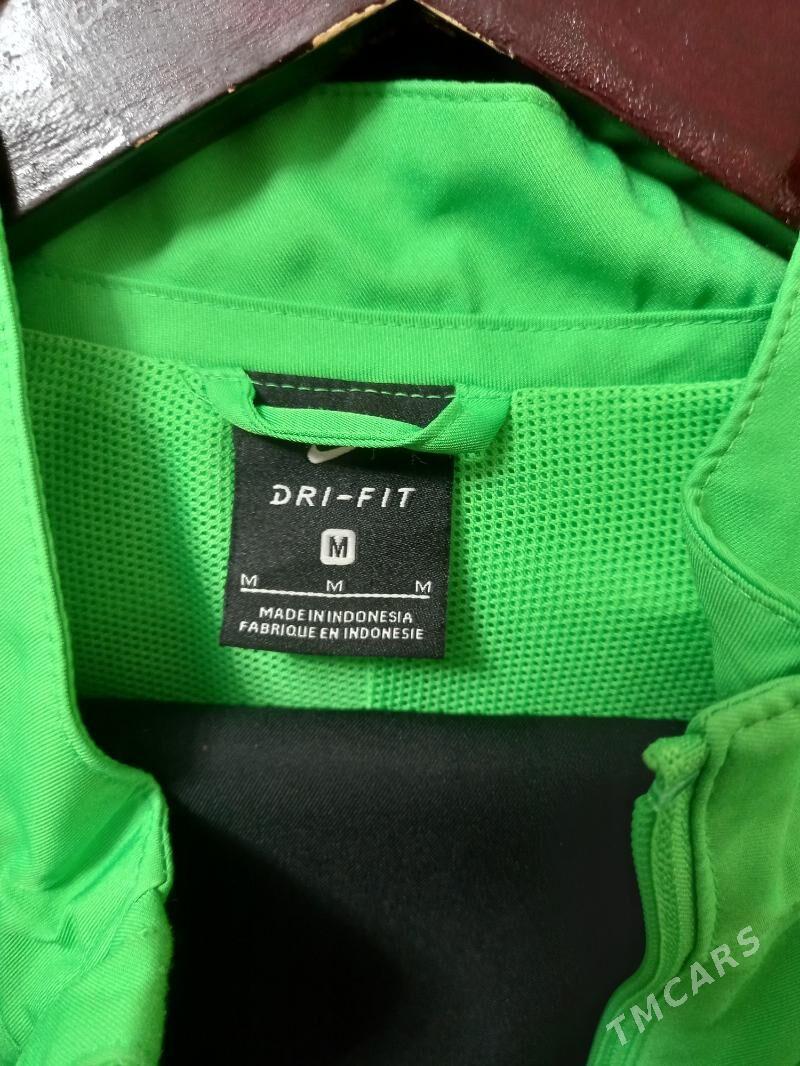 DRI-FIT
M
M M M
MADE IN INDONESIA
FABRIQUE EN INDONESIE
TMCARS